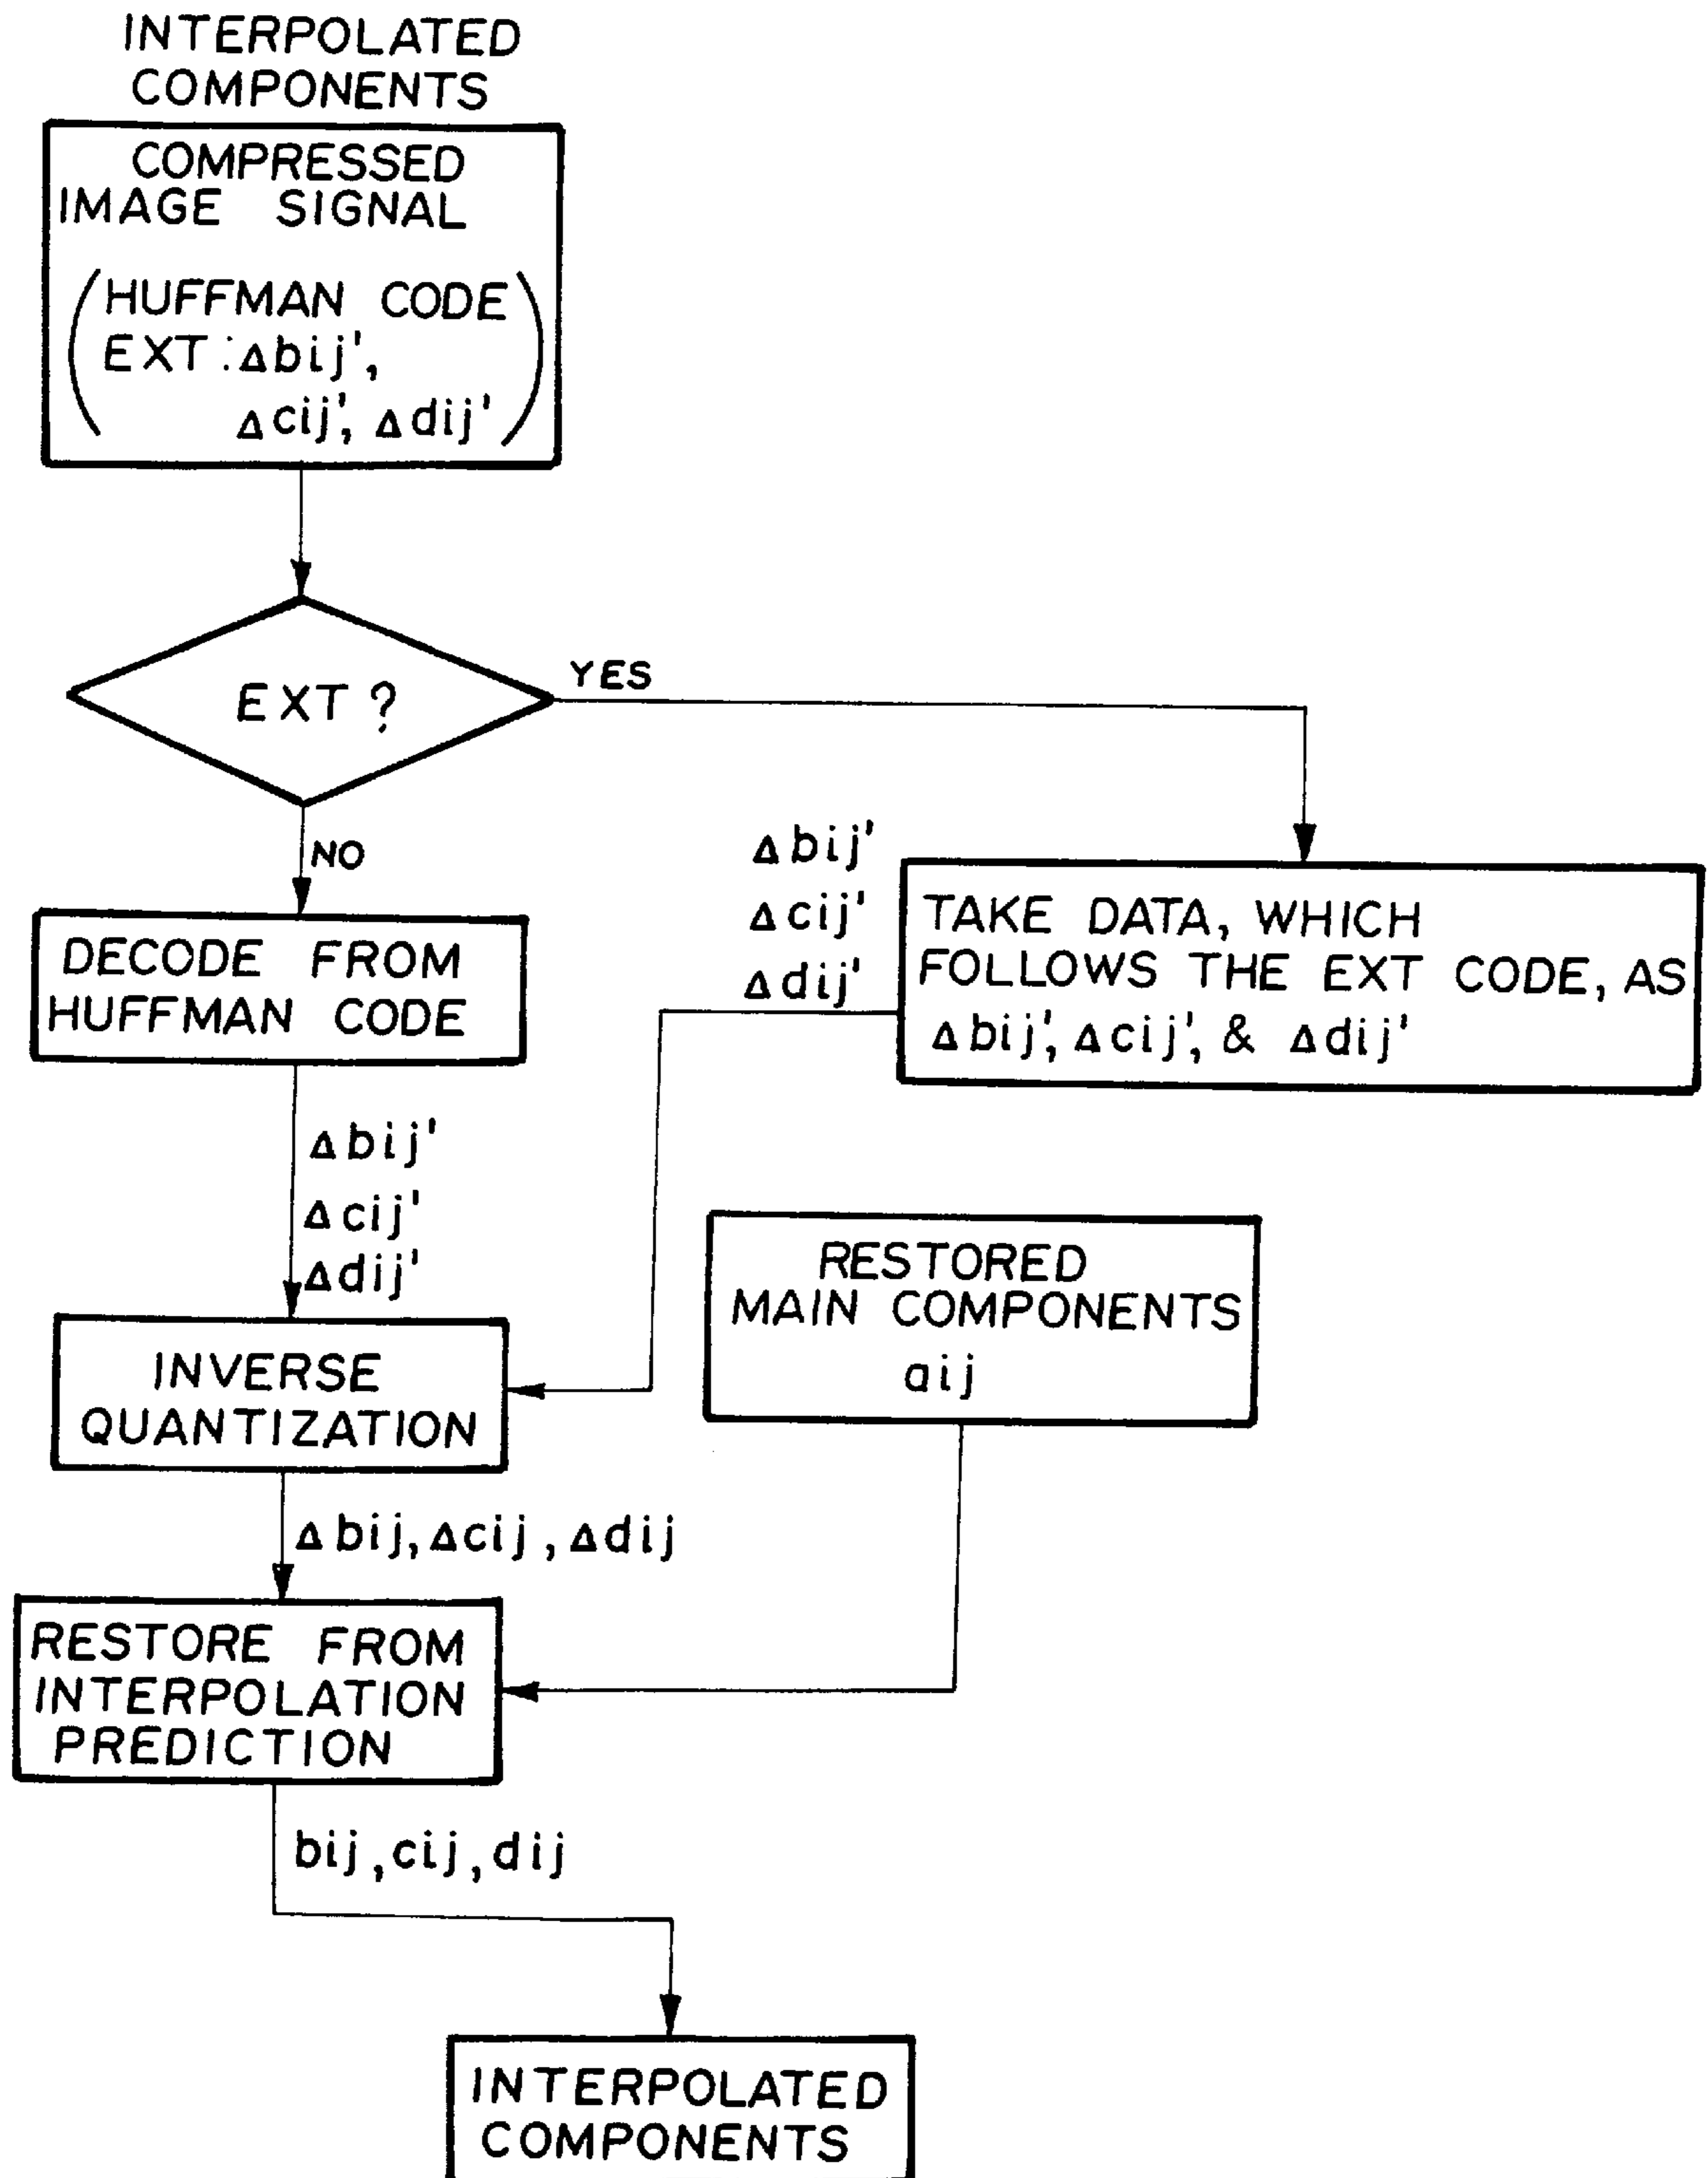 INTERPOLATED
COMPONENTS
COMPRESSED
IMAGE SIGNAL
(HUFFMAN CODE
EXT:Δbij',
Δcij', Δdij')
EXT ?
YES
NO
Δbij'
Δcij'
Δdij'
TAKE DATA, WHICH
FOLLOWS THE EXT CODE, AS
Δbij', Δcij', & Δdij'
DECODE FROM
HUFFMAN CODE
Δbij'
Δcij'
Δdij'
RESTORED
MAIN COMPONENTS
aij
INVERSE
QUANTIZATION
Δbij, Δcij, Δdij
RESTORE FROM
INTERPOLATION
PREDICTION
bij, cij, dij
INTERPOLATED
COMPONENTS